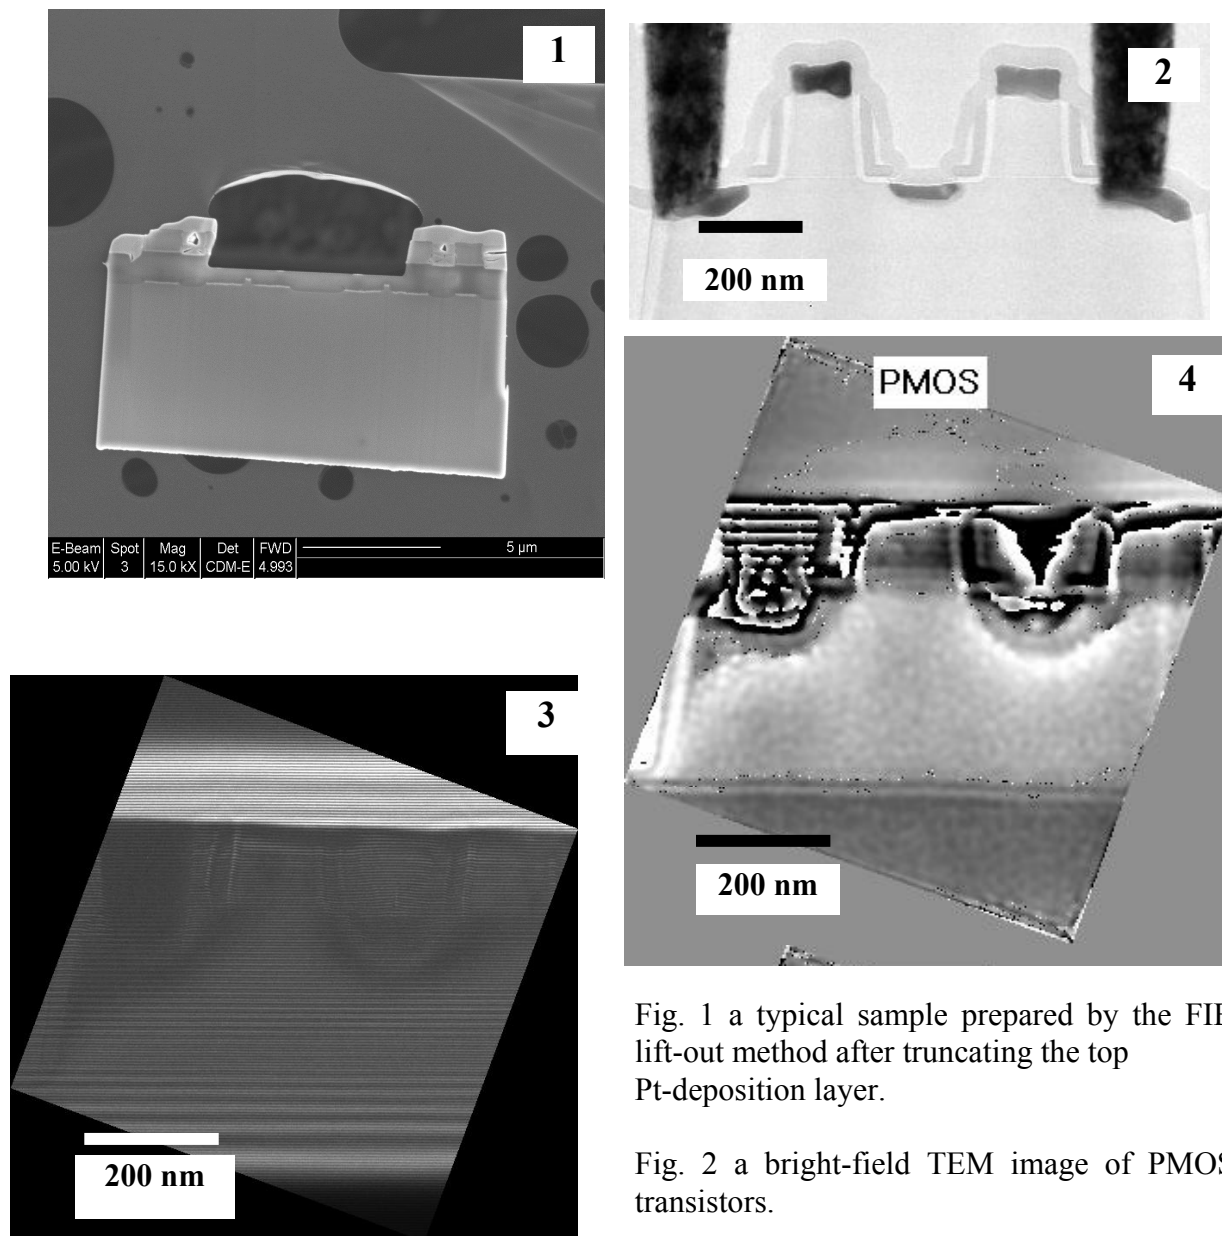 1
E-Beam Spot Mag Det FWD 5 µm
5.00 kV 3 15.0 kX CDM-E 4.993
2
200 nm
PMOS
4
200 nm
3
200 nm
Fig. 1 a typical sample prepared by the
lift-out method after truncating the top
Pt-deposition layer.
Fig. 2 a bright-field TEM image of PMOS
transistors.